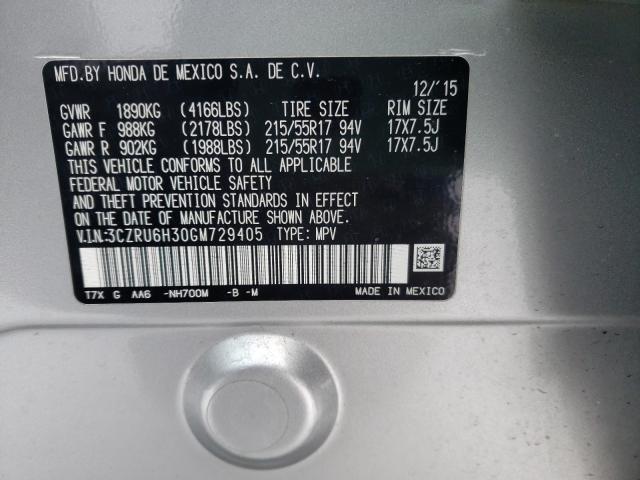 MFD.BY HONDA DE MEXICO S.A. DE C.V.
12/'15
GVWR 1890KG (4166LBS) TIRE SIZE RIM SIZE
GAWR F 988KG (2178LBS) 215/55R17 94V 17X7.5J
GAWR R 902KG (1988LBS) 215/55R17 94V 17X7.5J
THIS VEHICLE CONFORMS TO ALL APPLICABLE
FEDERAL MOTOR VEHICLE SAFETY
AND THEFT PREVENTION STANDARDS IN EFFECT
ON THE DATE OF MANUFACTURE SHOWN ABOVE.
V.I.N.:3CZRU6H30GM729405 TYPE: MPV
T7X G AA6 -NH700M -B -M MADE IN MEXICO